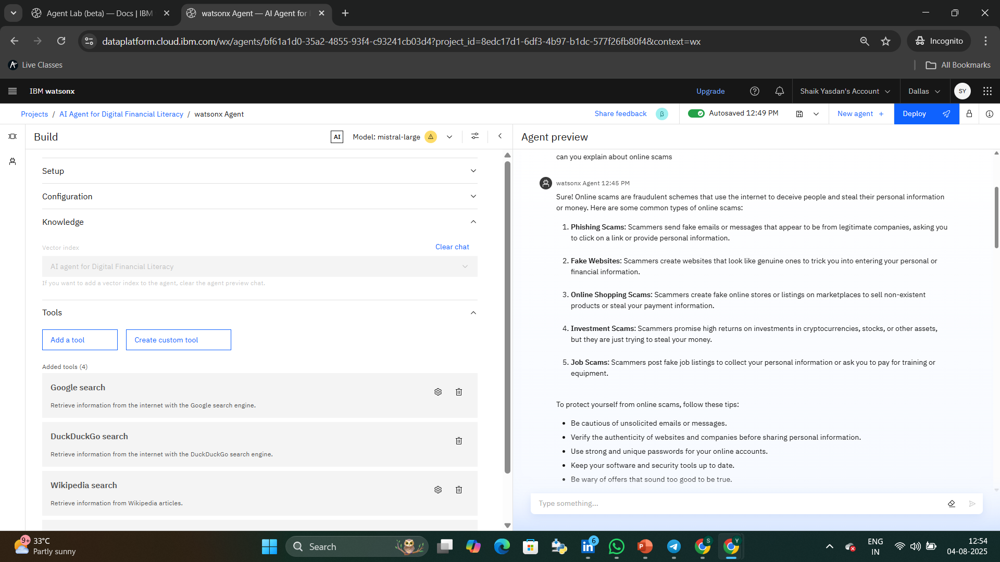 Agent Lab (beta) — Docs | IBM
watsonx Agent — AI Agent for
dataplatform.cloud.ibm.com/wx/agents/bf61a1d0-35a2-4855-93f4-c93241cb03d4?project_id=8edc17d1-6df3-4b97-b1dc-577f26fb80f4&context=wx
Incognito
Live Classes
All Bookmarks
IBM watsonx
Upgrade
Shaik Yasdan's Account
Dallas
SY
Projects / AI Agent for Digital Financial Literacy / watsonx Agent
Share feedback
β
Autosaved 12:49 PM
New agent +
Deploy
Build
AI
Model: mistral-large
Setup
Configuration
Knowledge
Vector index
Clear chat
AI agent for Digital Financial Literacy
If you want to add a vector index to the agent, clear the agent preview chat.
Tools
Add a tool
Create custom tool
Added tools (4)
Google search
Retrieve information from the internet with the Google search engine.
DuckDuckGo search
Retrieve information from the internet with the DuckDuckGo search engine.
Wikipedia search
Retrieve information from Wikipedia articles.
Agent preview
can you explain about online scams
watsonx Agent 12:45 PM
Sure! Online scams are fraudulent schemes that use the internet to deceive people and steal their personal information
or money. Here are some common types of online scams:
1. Phishing Scams: Scammers send fake emails or messages that appear to be from legitimate companies, asking you
to click on a link or provide personal information.
2. Fake Websites: Scammers create websites that look like genuine ones to trick you into entering your personal or
financial information.
3. Online Shopping Scams: Scammers create fake online stores or listings on marketplaces to sell non-existent
products or steal your payment information.
4. Investment Scams: Scammers promise high returns on investments in cryptocurrencies, stocks, or other assets,
but they are just trying to steal your money.
5. Job Scams: Scammers post fake job listings to collect your personal information or ask you to pay for training or
equipment.
To protect yourself from online scams, follow these tips:
• Be cautious of unsolicited emails or messages.
• Verify the authenticity of websites and companies before sharing personal information.
• Use strong and unique passwords for your online accounts.
• Keep your software and security tools up to date.
• Be wary of offers that sound too good to be true.
Type something...
9+
33°C
Partly sunny
Search
6
S
Y
ENG
IN
12:54
04-08-2025